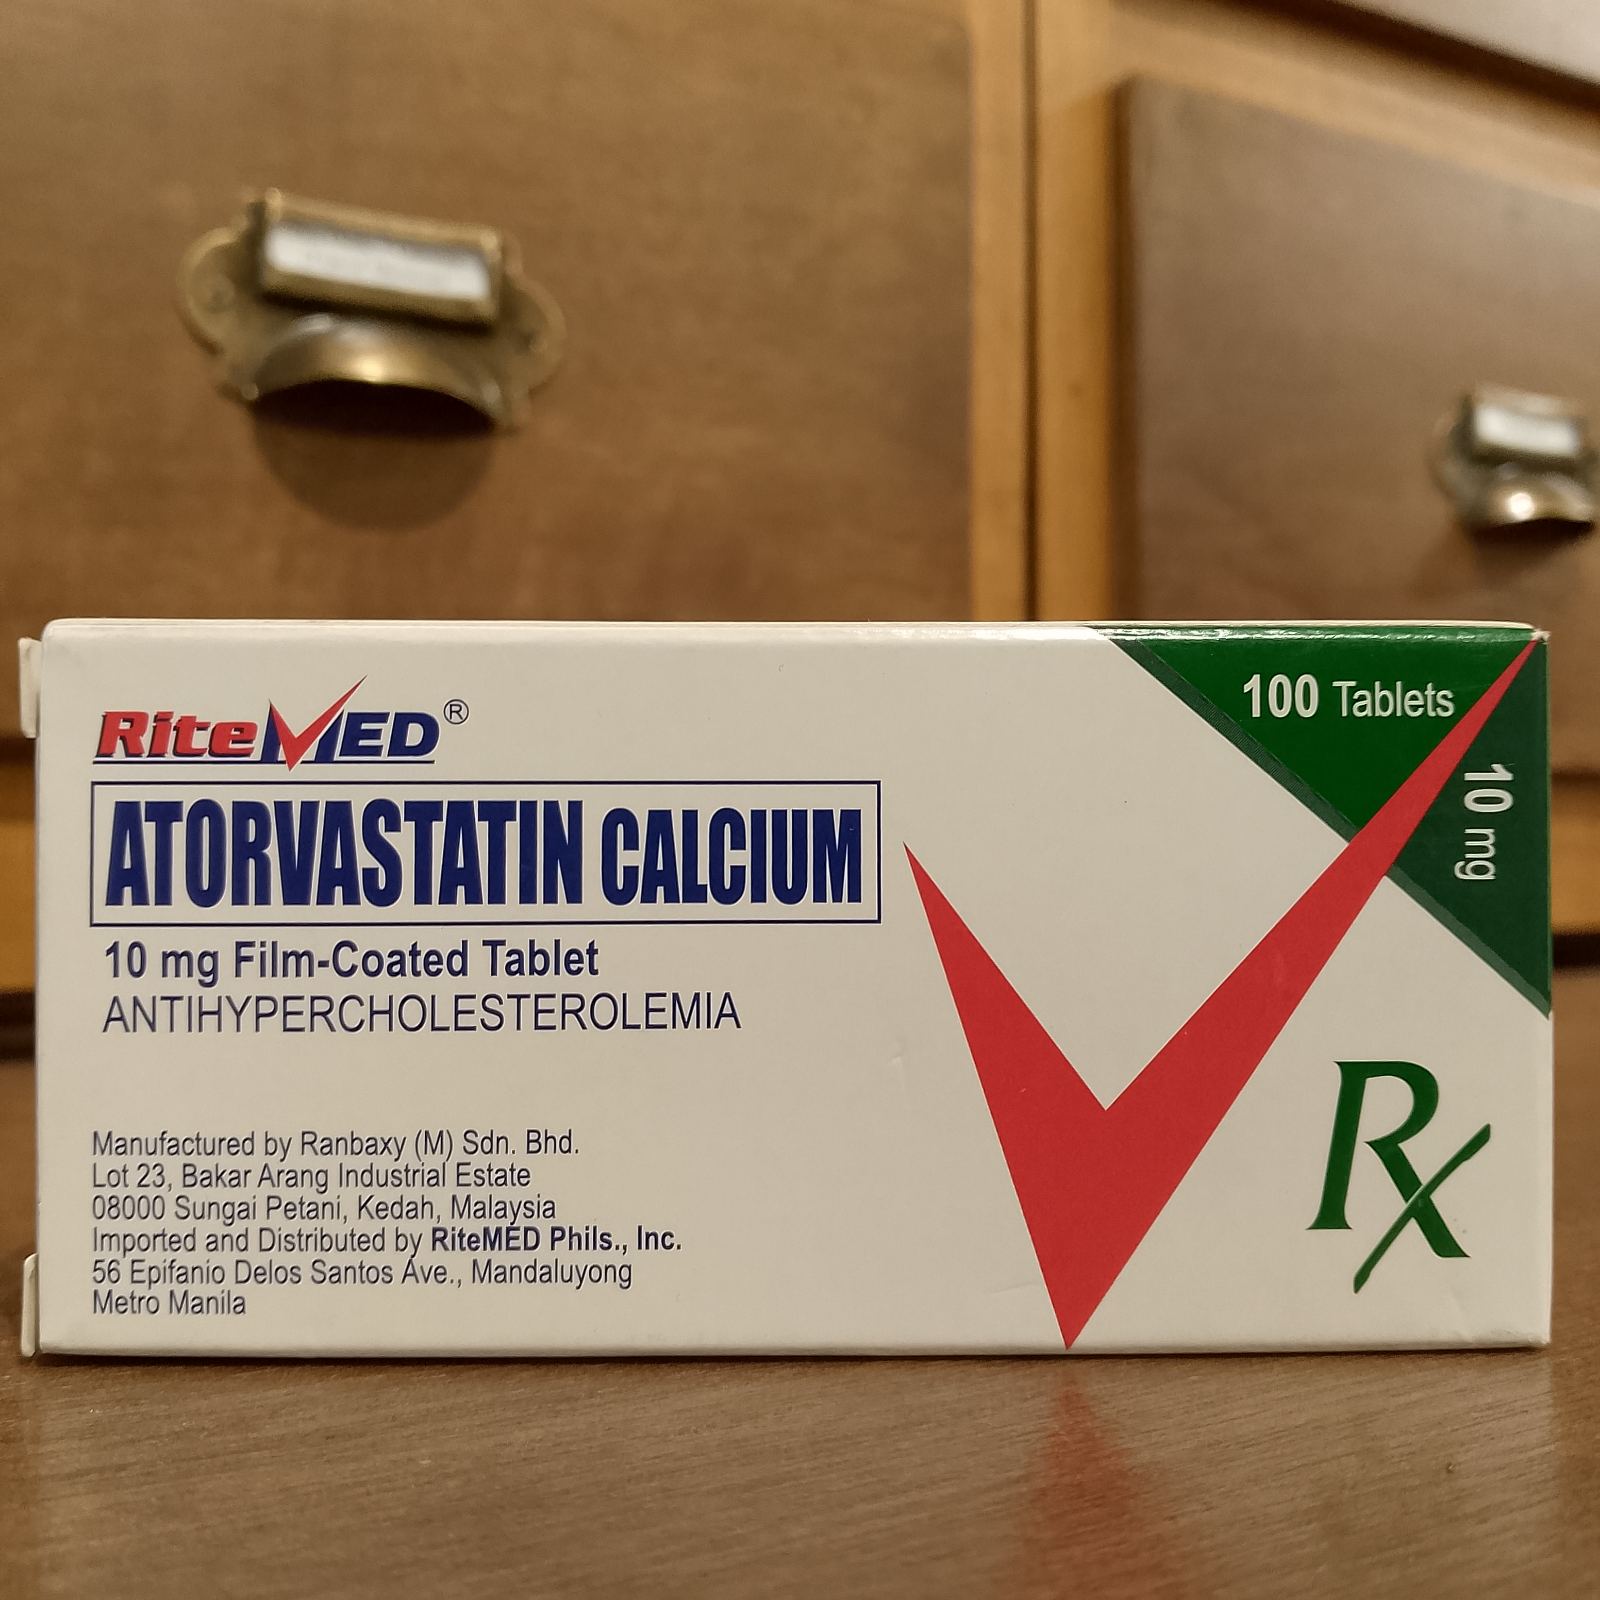 RiteMED®
ATORVASTATIN CALCIUM
10 mg Film-Coated Tablet
ANTIHYPERCHOLESTEROLEMIA
Manufactured by Ranbaxy (M) Sdn. Bhd.
Lot 23, Bakar Arang Industrial Estate
08000 Sungai Petani, Kedah, Malaysia
Imported and Distributed by RiteMED Phils., Inc.
56 Epifanio Delos Santos Ave., Mandaluyong
Metro Manila
100 Tablets
10 mg
Rx